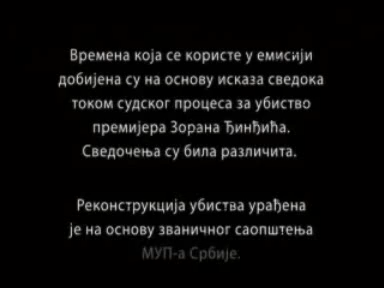 Времена која се користе у емисији
добијена су на основу исказа сведока
током судског процеса за убиство
премијера Зорана Ђинђића.
Сведочења су била различита.
Реконструкција убиства урађена
је на основу званичног саопштења
МУП-а Србије.